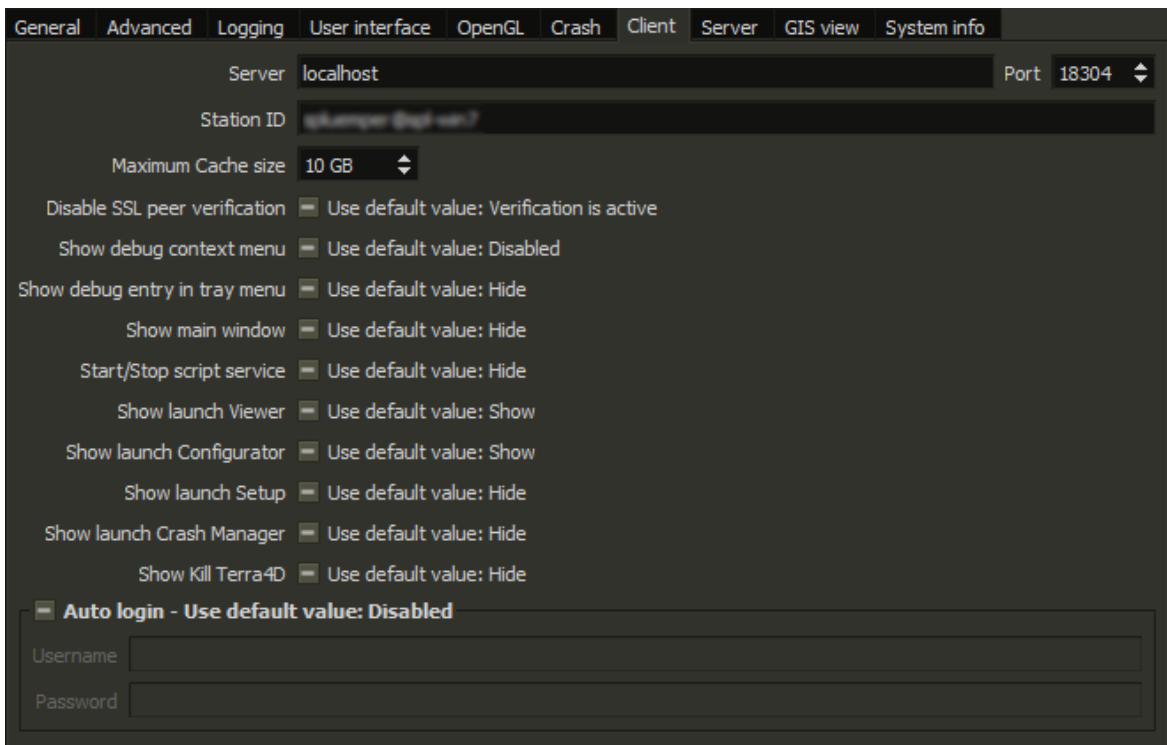 General Advanced Logging User interface OpenGL Crash Client Server GIS view System info
Server localhost Port 18304
Station ID
Maximum Cache size 10 GB
Disable SSL peer verification Use default value: Verification is active
Show debug context menu Use default value: Disabled
Show debug entry in tray menu Use default value: Hide
Show main window Use default value: Hide
Start/Stop script service Use default value: Hide
Show launch Viewer Use default value: Show
Show launch Configurator Use default value: Show
Show launch Setup Use default value: Hide
Show launch Crash Manager Use default value: Hide
Show Kill Terra4D Use default value: Hide
Auto login - Use default value: Disabled
Username
Password